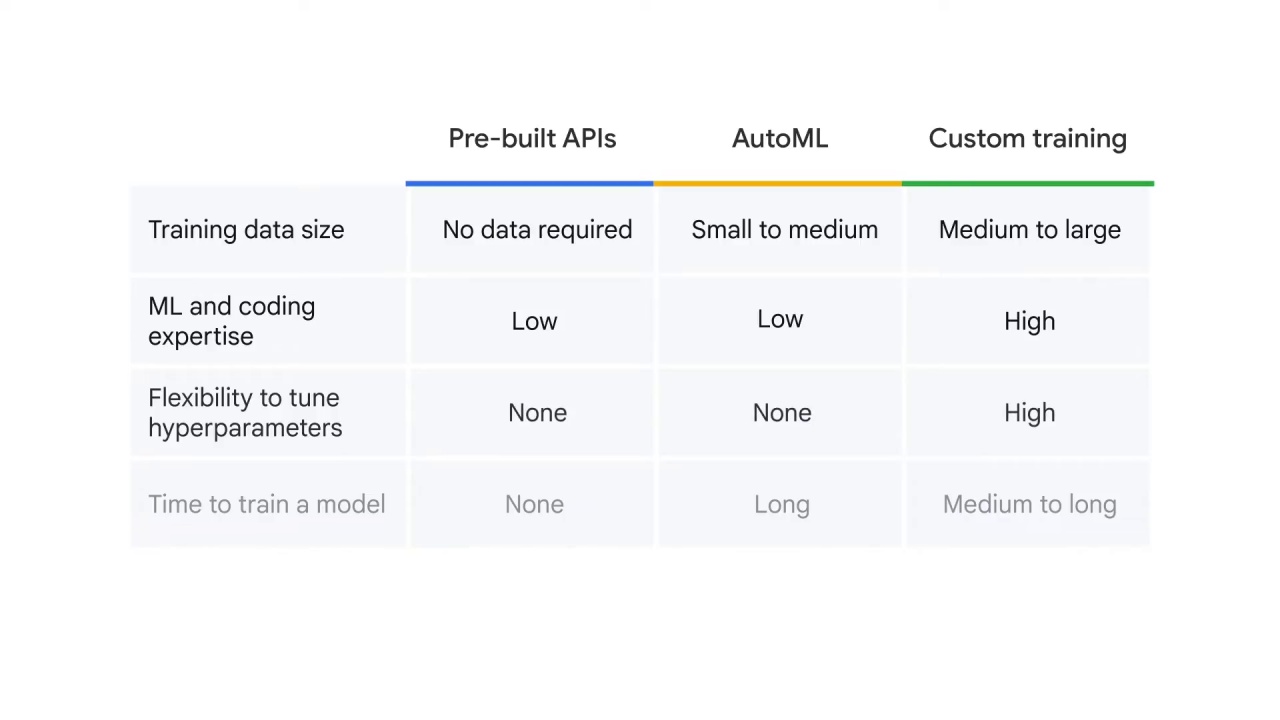 Pre-built APIs AutoML Custom training
Training data size No data required Small to medium Medium to large
ML and coding
expertise Low Low High
Flexibility to tune
hyperparameters None None High
Time to train a model None Long Medium to long